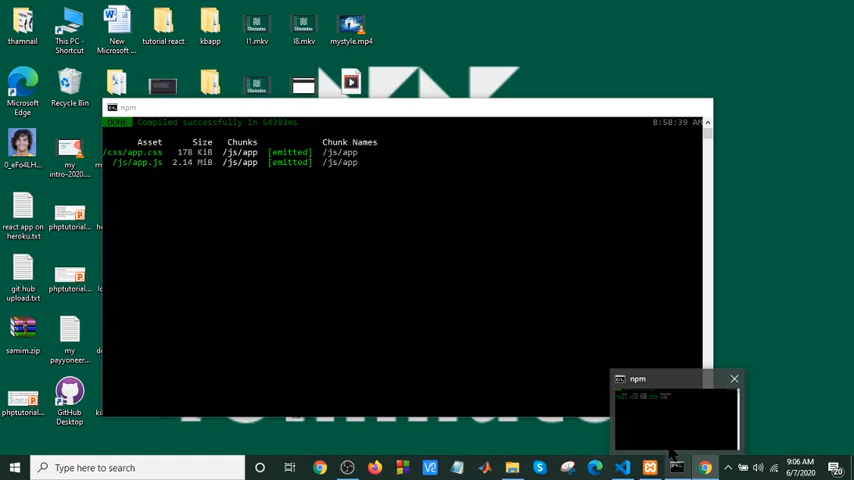 thamnail
This PC -
Shortcut
New
Microsoft ...
tutorial react
kbapp
l1.mkv
l8.mkv
mystyle.mp4
Microsoft
Edge
Recycle Bin
npm
DONE Compiled successfully in 54383ms
8:58:39 AM
Asset Size Chunks Chunk Names
/css/app.css 178 KiB /js/app [emitted] /js/app
/js/app.js 2.14 MiB /js/app [emitted] /js/app
0_eFo4LH...
my
intro-2020...
react app on
heroku.txt
phptutorial...
git hub
upload.txt
phptutorial...
samim.zip
my
payyoneer...
phptutorial...
GitHub
Desktop
npm
Type here to search
9:06 AM
6/7/2020
20